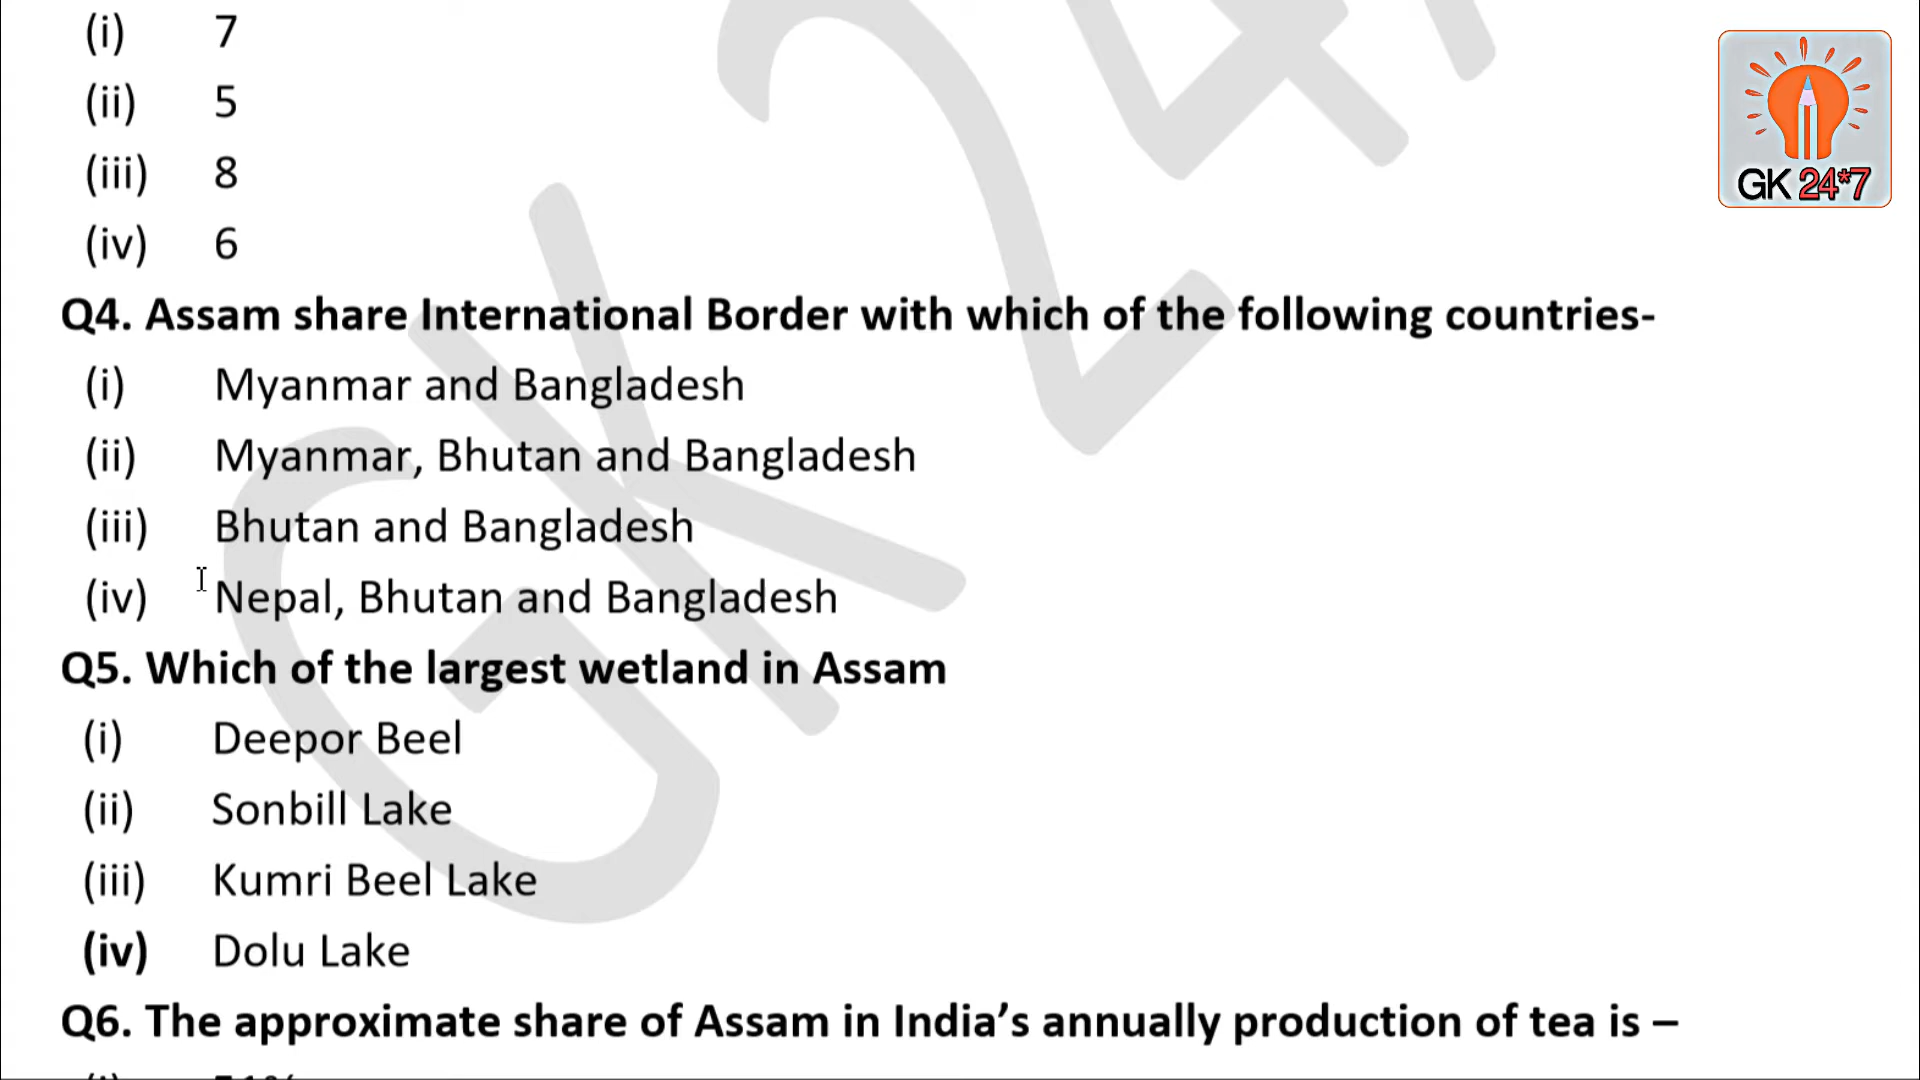 (i) 7
(ii) 5
(iii) 8
(iv) 6
Q4. Assam share International Border with which of the following countries-
(i) Myanmar and Bangladesh
(ii) Myanmar, Bhutan and Bangladesh
(iii) Bhutan and Bangladesh
(iv) Nepal, Bhutan and Bangladesh
Q5. Which of the largest wetland in Assam
(i) Deepor Beel
(ii) Sonbill Lake
(iii) Kumri Beel Lake
(iv) Dolu Lake
Q6. The approximate share of Assam in India’s annually production of tea is –
GK 24*7
GK 24